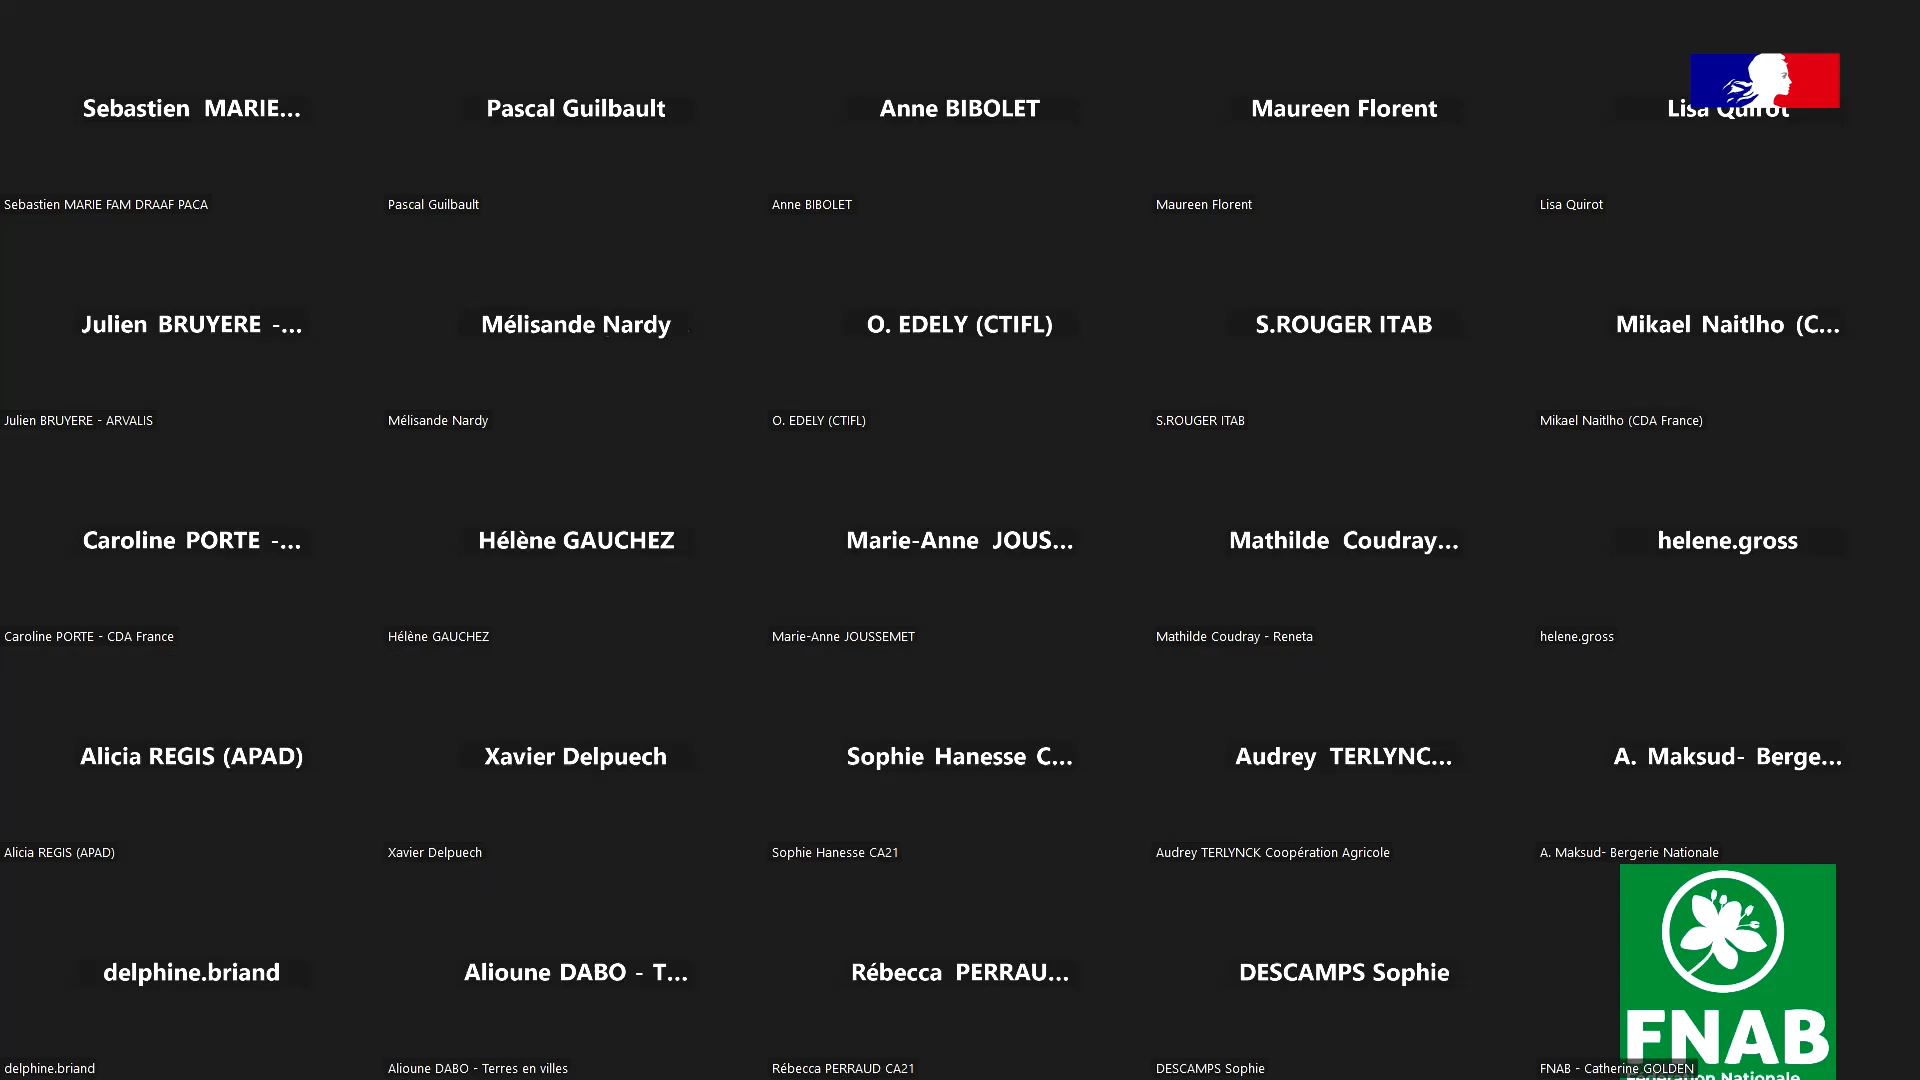 Sebastien MARIE...
Pascal Guilbault
Anne BIBOLET
Maureen Florent
Lisa Quirot
Sebastien MARIE FAM DRAAF PACA
Pascal Guilbault
Anne BIBOLET
Maureen Florent
Lisa Quirot
Julien BRUYERE -...
Mélisande Nardy
O. EDELY (CTIFL)
S.ROUGER ITAB
Mikael Naitlho (C...
Julien BRUYERE - ARVALIS
Mélisande Nardy
O. EDELY (CTIFL)
S.ROUGER ITAB
Mikael Naitlho (CDA France)
Caroline PORTE -...
Hélène GAUCHEZ
Marie-Anne JOUS...
Mathilde Coudray...
helene.gross
Caroline PORTE - CDA France
Hélène GAUCHEZ
Marie-Anne JOUSSEMET
Mathilde Coudray - Reneta
helene.gross
Alicia REGIS (APAD)
Xavier Delpuech
Sophie Hanesse C...
Audrey TERLYNC...
A. Maksud- Berge...
Alicia REGIS (APAD)
Xavier Delpuech
Sophie Hanesse CA21
Audrey TERLYNCK Coopération Agricole
A. Maksud- Bergerie Nationale
delphine.briand
Alioune DABO - T...
Rébecca PERRAU...
DESCAMPS Sophie
FNAB
delphine.briand
Alioune DABO - Terres en villes
Rébecca PERRAUD CA21
DESCAMPS Sophie
FNAB - Catherine GOLDEN
Fédération Nationale